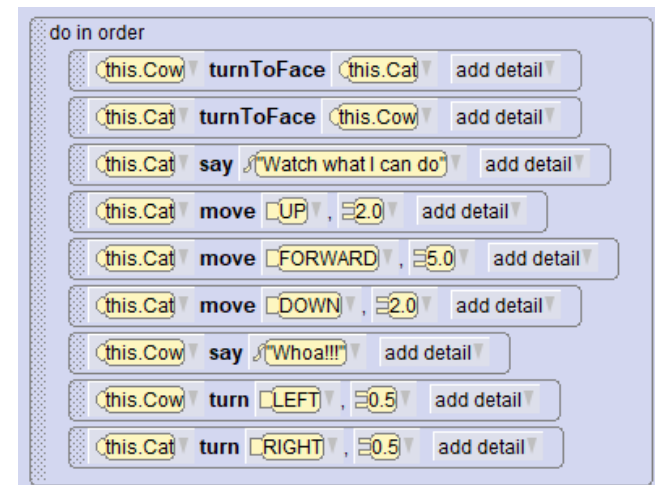 do in order
this.Cow turnToFace this.Cat add detail
this.Cat turnToFace this.Cow add detail
this.Cat say "Watch what I can do" add detail
this.Cat move UP , 2.0 add detail
this.Cat move FORWARD , 5.0 add detail
this.Cat move DOWN , 2.0 add detail
this.Cow say "Whoa!!!" add detail
this.Cow turn LEFT , 0.5 add detail
this.Cat turn RIGHT , 0.5 add detail